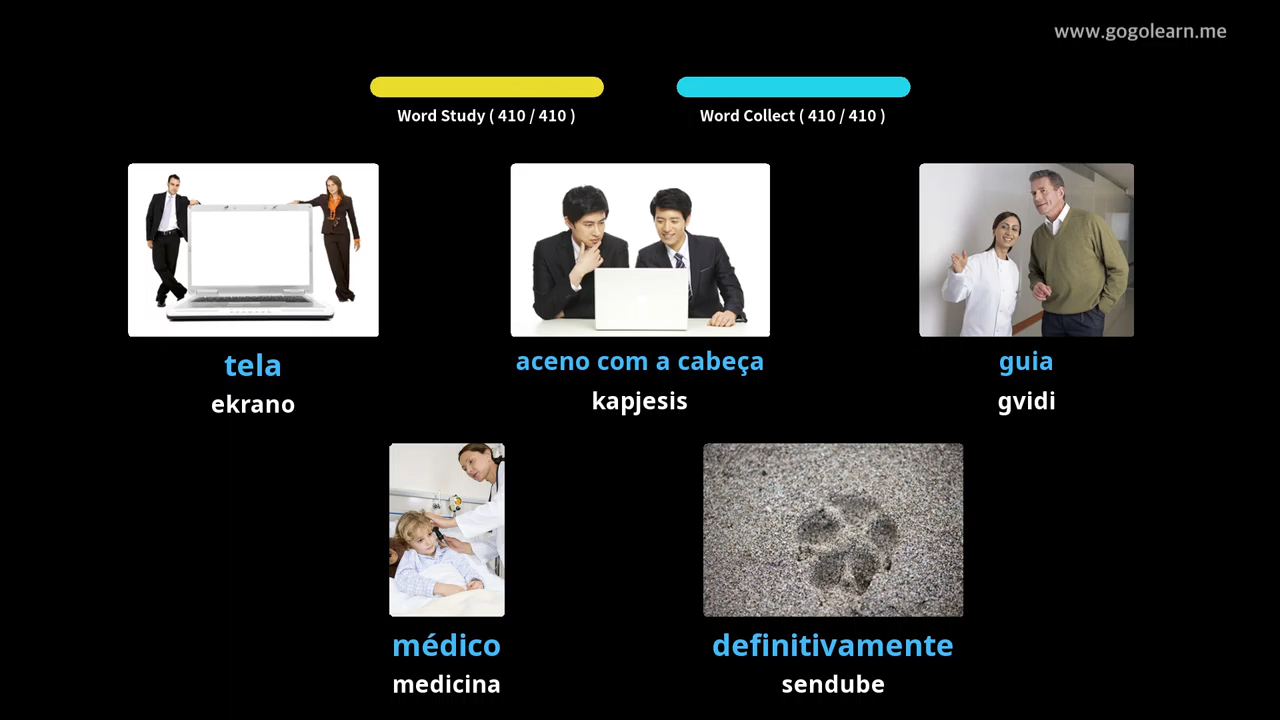 www.gogolearn.me
Word Study ( 410 / 410 )
Word Collect ( 410 / 410 )
tela
ekrano
aceno com a cabeça
kapjesis
guia
gvidi
médico
medicina
definitivamente
sendube